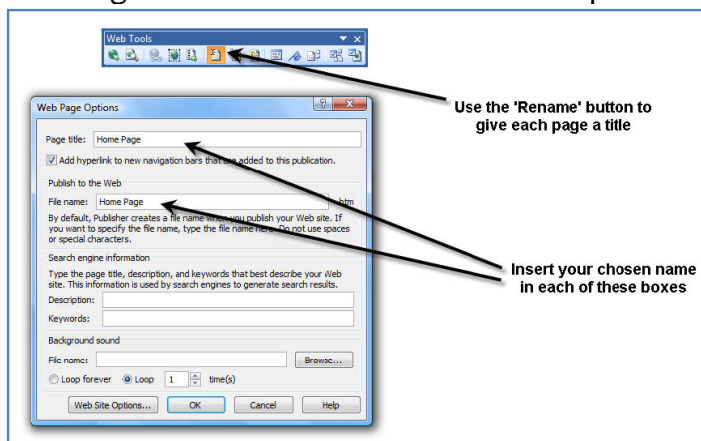 Web Tools
Use the 'Rename' button to
give each page a title
Web Page Options
Page title: Home Page
Add hyperlink to new navigation bars that are added to this publication.
Publish to the Web
File name: Home Page .htm
By default, Publisher creates a file name when you publish your Web site. If
you want to specify the file name, type the file name here. Do not use spaces
or special characters.
Search engine information
Type the page title, description, and keywords that best describe your Web
site. This information is used by search engines to generate search results.
Description:
Keywords:
Insert your chosen name
in each of these boxes
Background sound
File name: Browse...
Loop forever Loop 1 time(s)
Web Site Options... OK Cancel Help